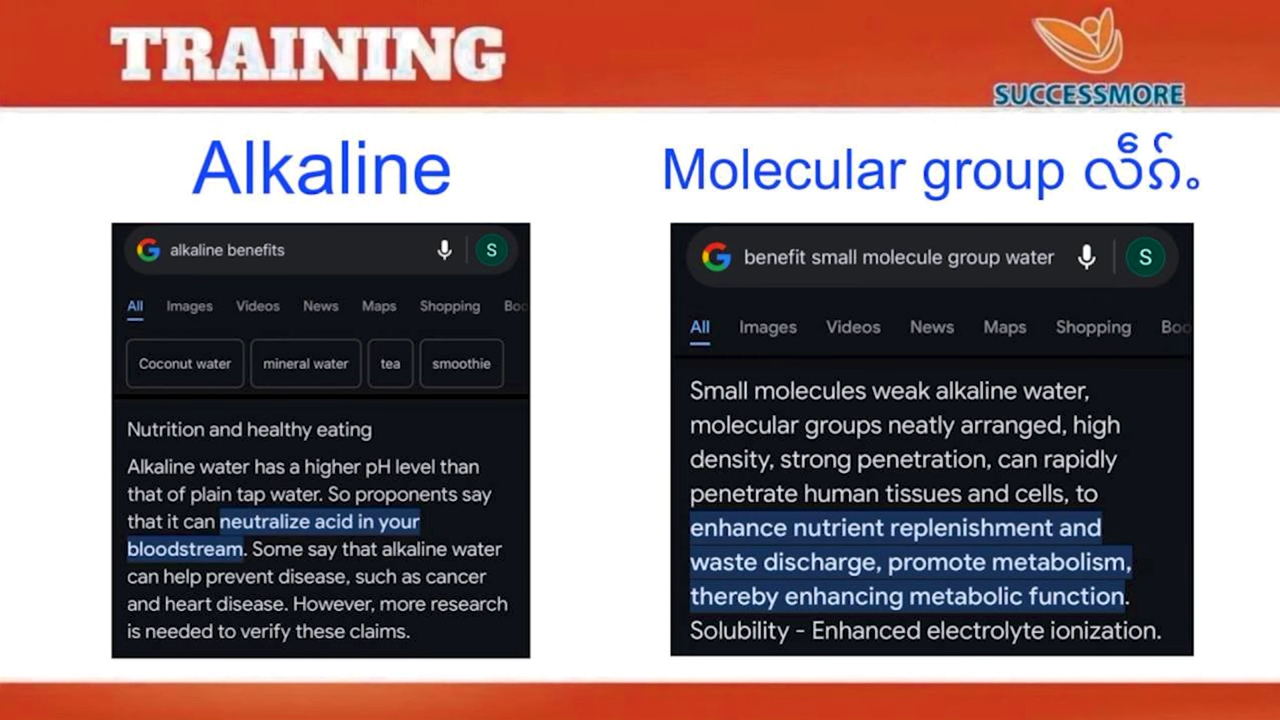 TRAINING
SUCCESSMORE
Alkaline
alkaline benefits
S
All Images Videos News Maps Shopping Boo
Coconut water mineral water tea smoothie
Nutrition and healthy eating
Alkaline water has a higher pH level than
that of plain tap water. So proponents say
that it can neutralize acid in your
bloodstream. Some say that alkaline water
can help prevent disease, such as cancer
and heart disease. However, more research
is needed to verify these claims.
Molecular group လဵၵ်ႉ
benefit small molecule group water
S
All Images Videos News Maps Shopping Boo
Small molecules weak alkaline water,
molecular groups neatly arranged, high
density, strong penetration, can rapidly
penetrate human tissues and cells, to
enhance nutrient replenishment and
waste discharge, promote metabolism,
thereby enhancing metabolic function.
Solubility - Enhanced electrolyte ionization.